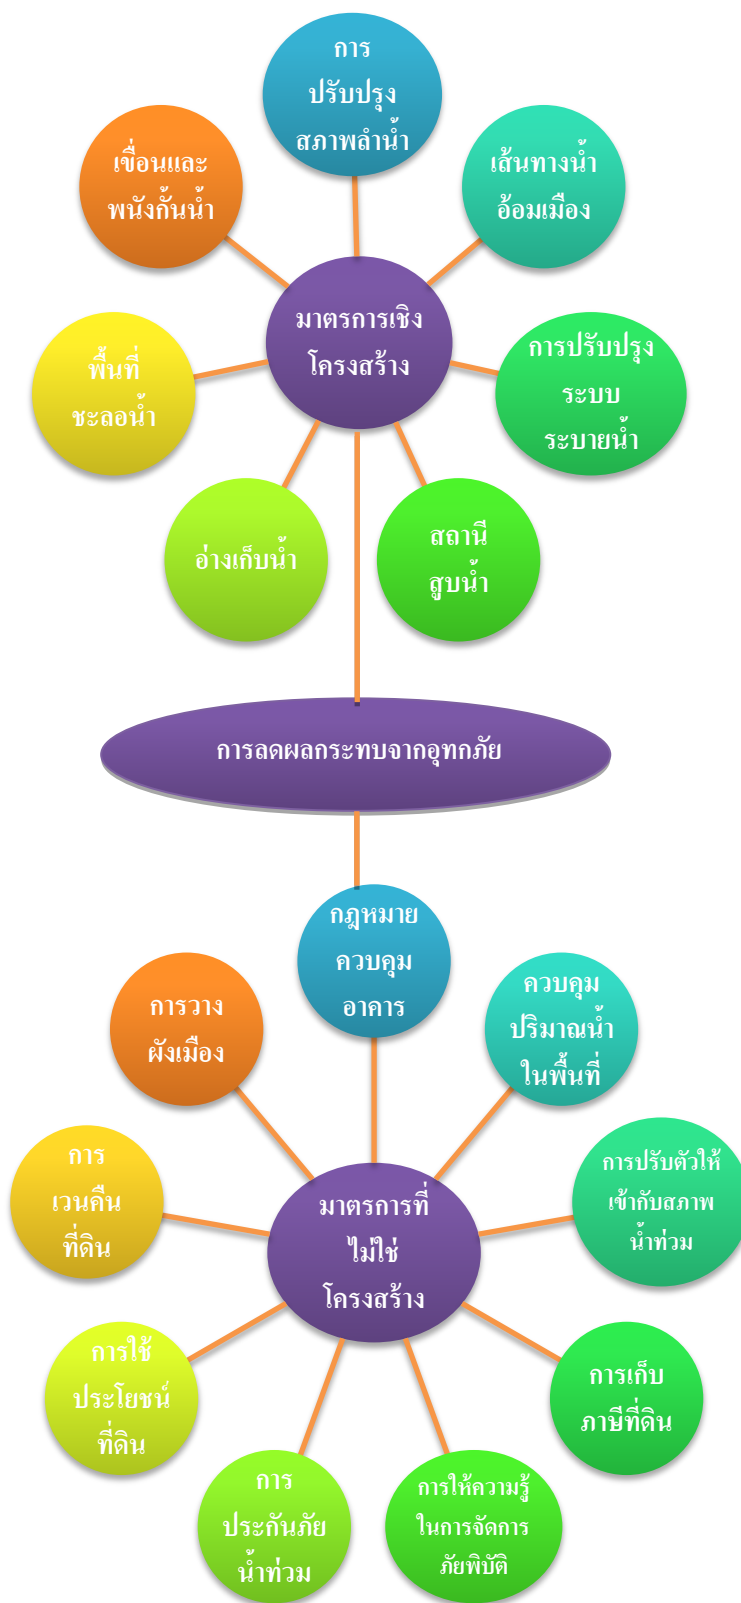 การ
ปรับปรุง
สภาพลำน้ำ
เขื่อนและ
พนังกั้นน้ำ
เส้นทางน้ำ
อ้อมเมือง
มาตรการเชิง
โครงสร้าง
พื้นที่
ชะลอน้ำ
การปรับปรุง
ระบบ
ระบายน้ำ
อ่างเก็บน้ำ
สถานี
สูบน้ำ
การลดผลกระทบจากอุทกภัย
กฎหมาย
ควบคุม
อาคาร
การวาง
ผังเมือง
ควบคุม
ปริมาณน้ำ
ในพื้นที่
การ
เวนคืน
ที่ดิน
มาตรการที่
ไม่ใช่
โครงสร้าง
การปรับตัวให้
เข้ากับสภาพ
น้ำท่วม
การใช้
ประโยชน์
ที่ดิน
การเก็บ
ภาษีที่ดิน
การ
ประกันภัย
น้ำท่วม
การให้ความรู้
ในการจัดการ
ภัยพิบัติ